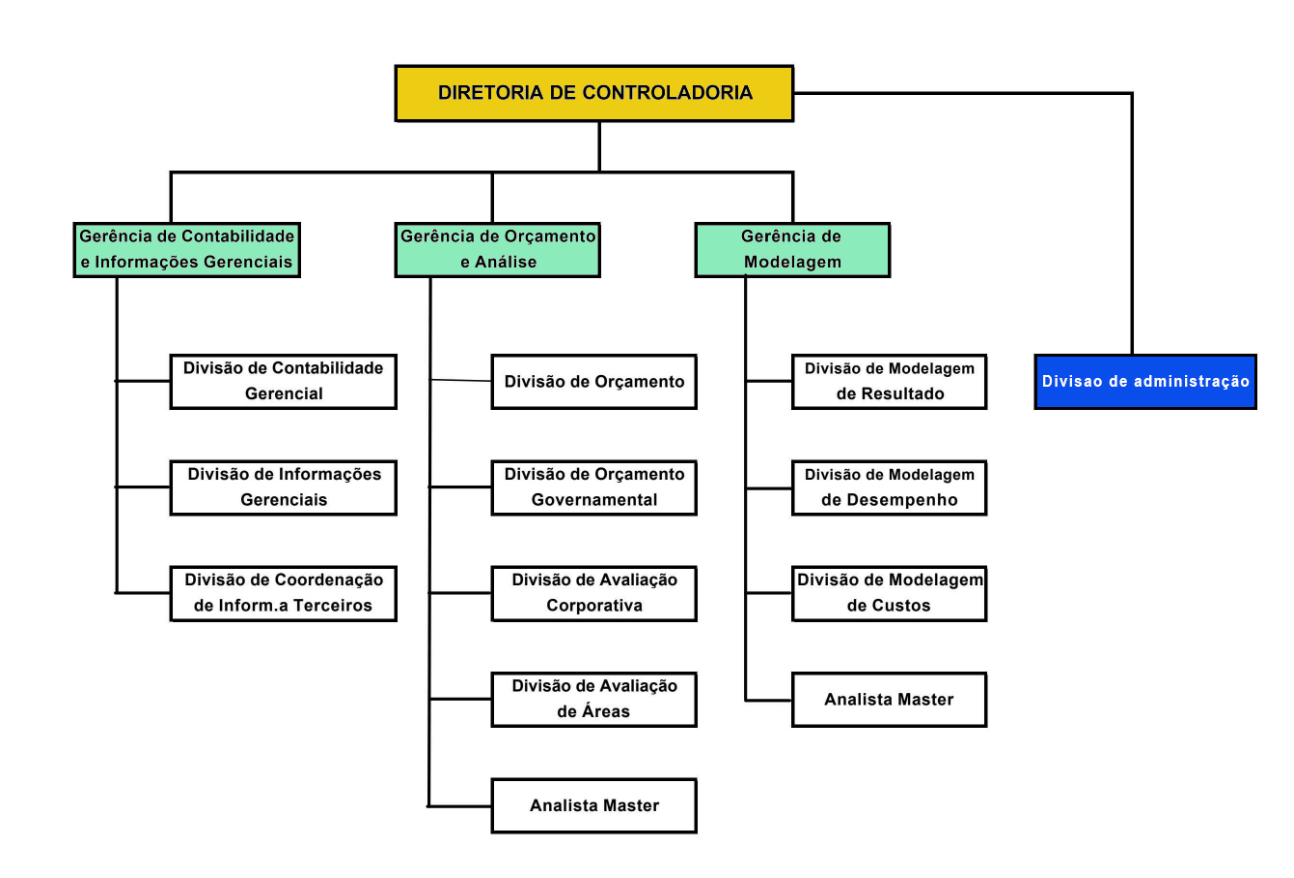 DIRETORIA DE CONTROLADORIA
Gerência de Contabilidade
e Informações Gerenciais
Gerência de Orçamento
e Análise
Gerência de
Modelagem
Divisão de Contabilidade
Gerencial
Divisão de Informações
Gerenciais
Divisão de Coordenação
de Inform.a Terceiros
Divisão de Orçamento
Divisão de Orçamento
Governamental
Divisão de Avaliação
Corporativa
Divisão de Avaliação
de Áreas
Analista Master
Divisão de Modelagem
de Resultado
Divisão de Modelagem
de Desempenho
Divisão de Modelagem
de Custos
Analista Master
Divisao de administração